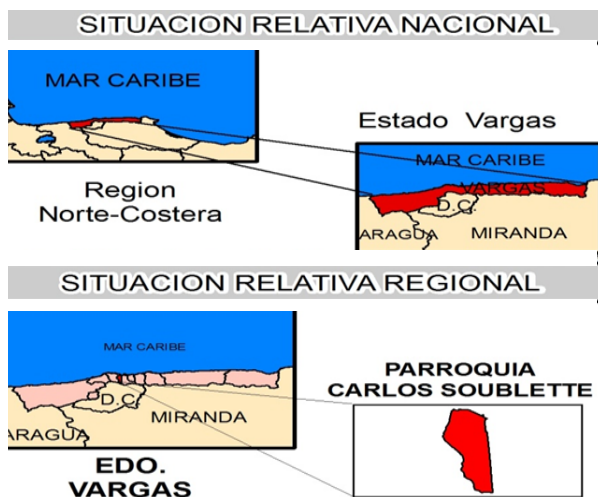 SITUACION RELATIVA NACIONAL
MAR CARIBE
Region
Norte-Costera
Estado Vargas
MAR CARIBE
VARGAS
D.C.
ARAGUA
MIRANDA
SITUACION RELATIVA REGIONAL
MAR CARIBE
D.C.
MIRANDA
ARAGUA
EDO.
VARGAS
PARROQUIA
CARLOS SOUBLETTE